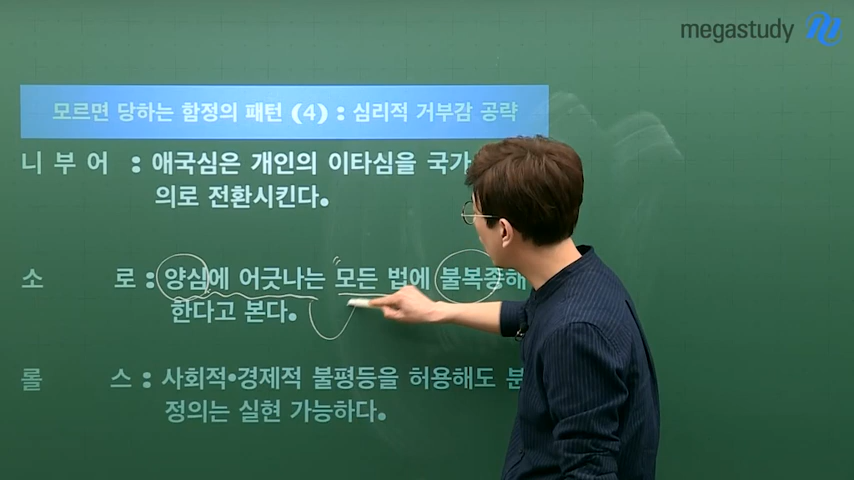 megastudy
모르면 당하는 함정의 패턴 (4) : 심리적 거부감 공략
니 부 어 : 애국심은 개인의 이타심을 국가
의로 전환시킨다.
소 로 : 양심에 어긋나는 모든 법에 불복종해
한다고 본다.
롤 스 : 사회적•경제적 불평등을 허용해도 분
정의는 실현 가능하다.